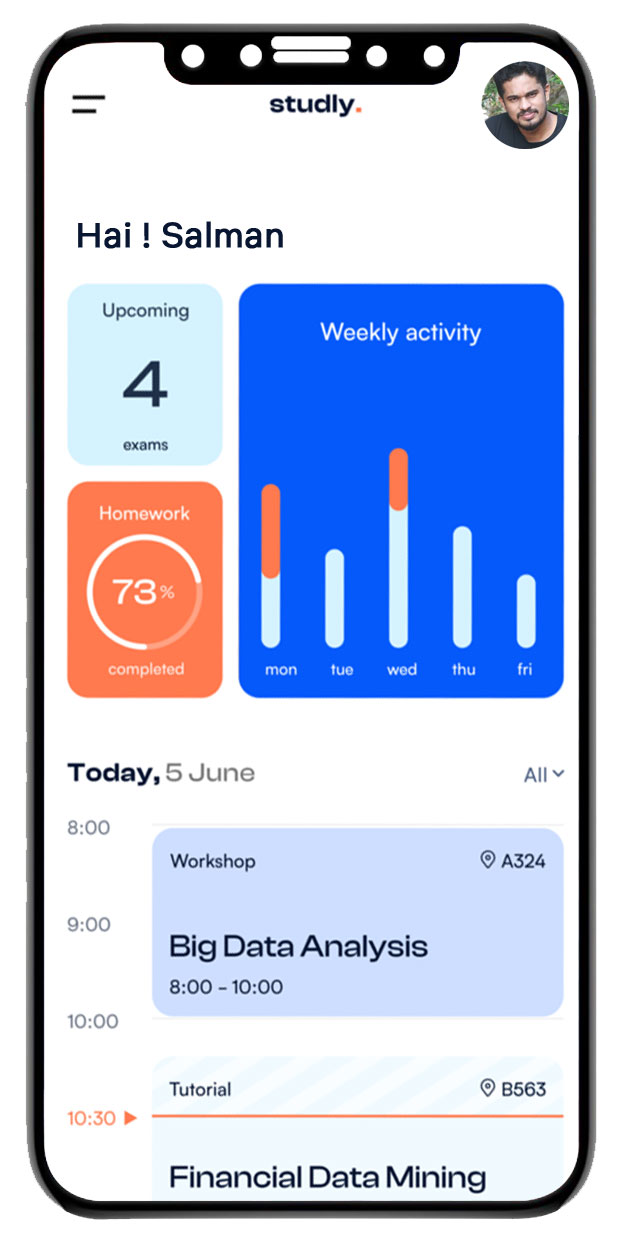 studly.
Hai ! Salman
Upcoming
4
exams
Homework
73%
completed
Weekly activity
mon tue wed thu fri
Today, 5 June
All
8:00
Workshop A324
9:00
Big Data Analysis
8:00 - 10:00
10:00
Tutorial B563
10:30
Financial Data Mining